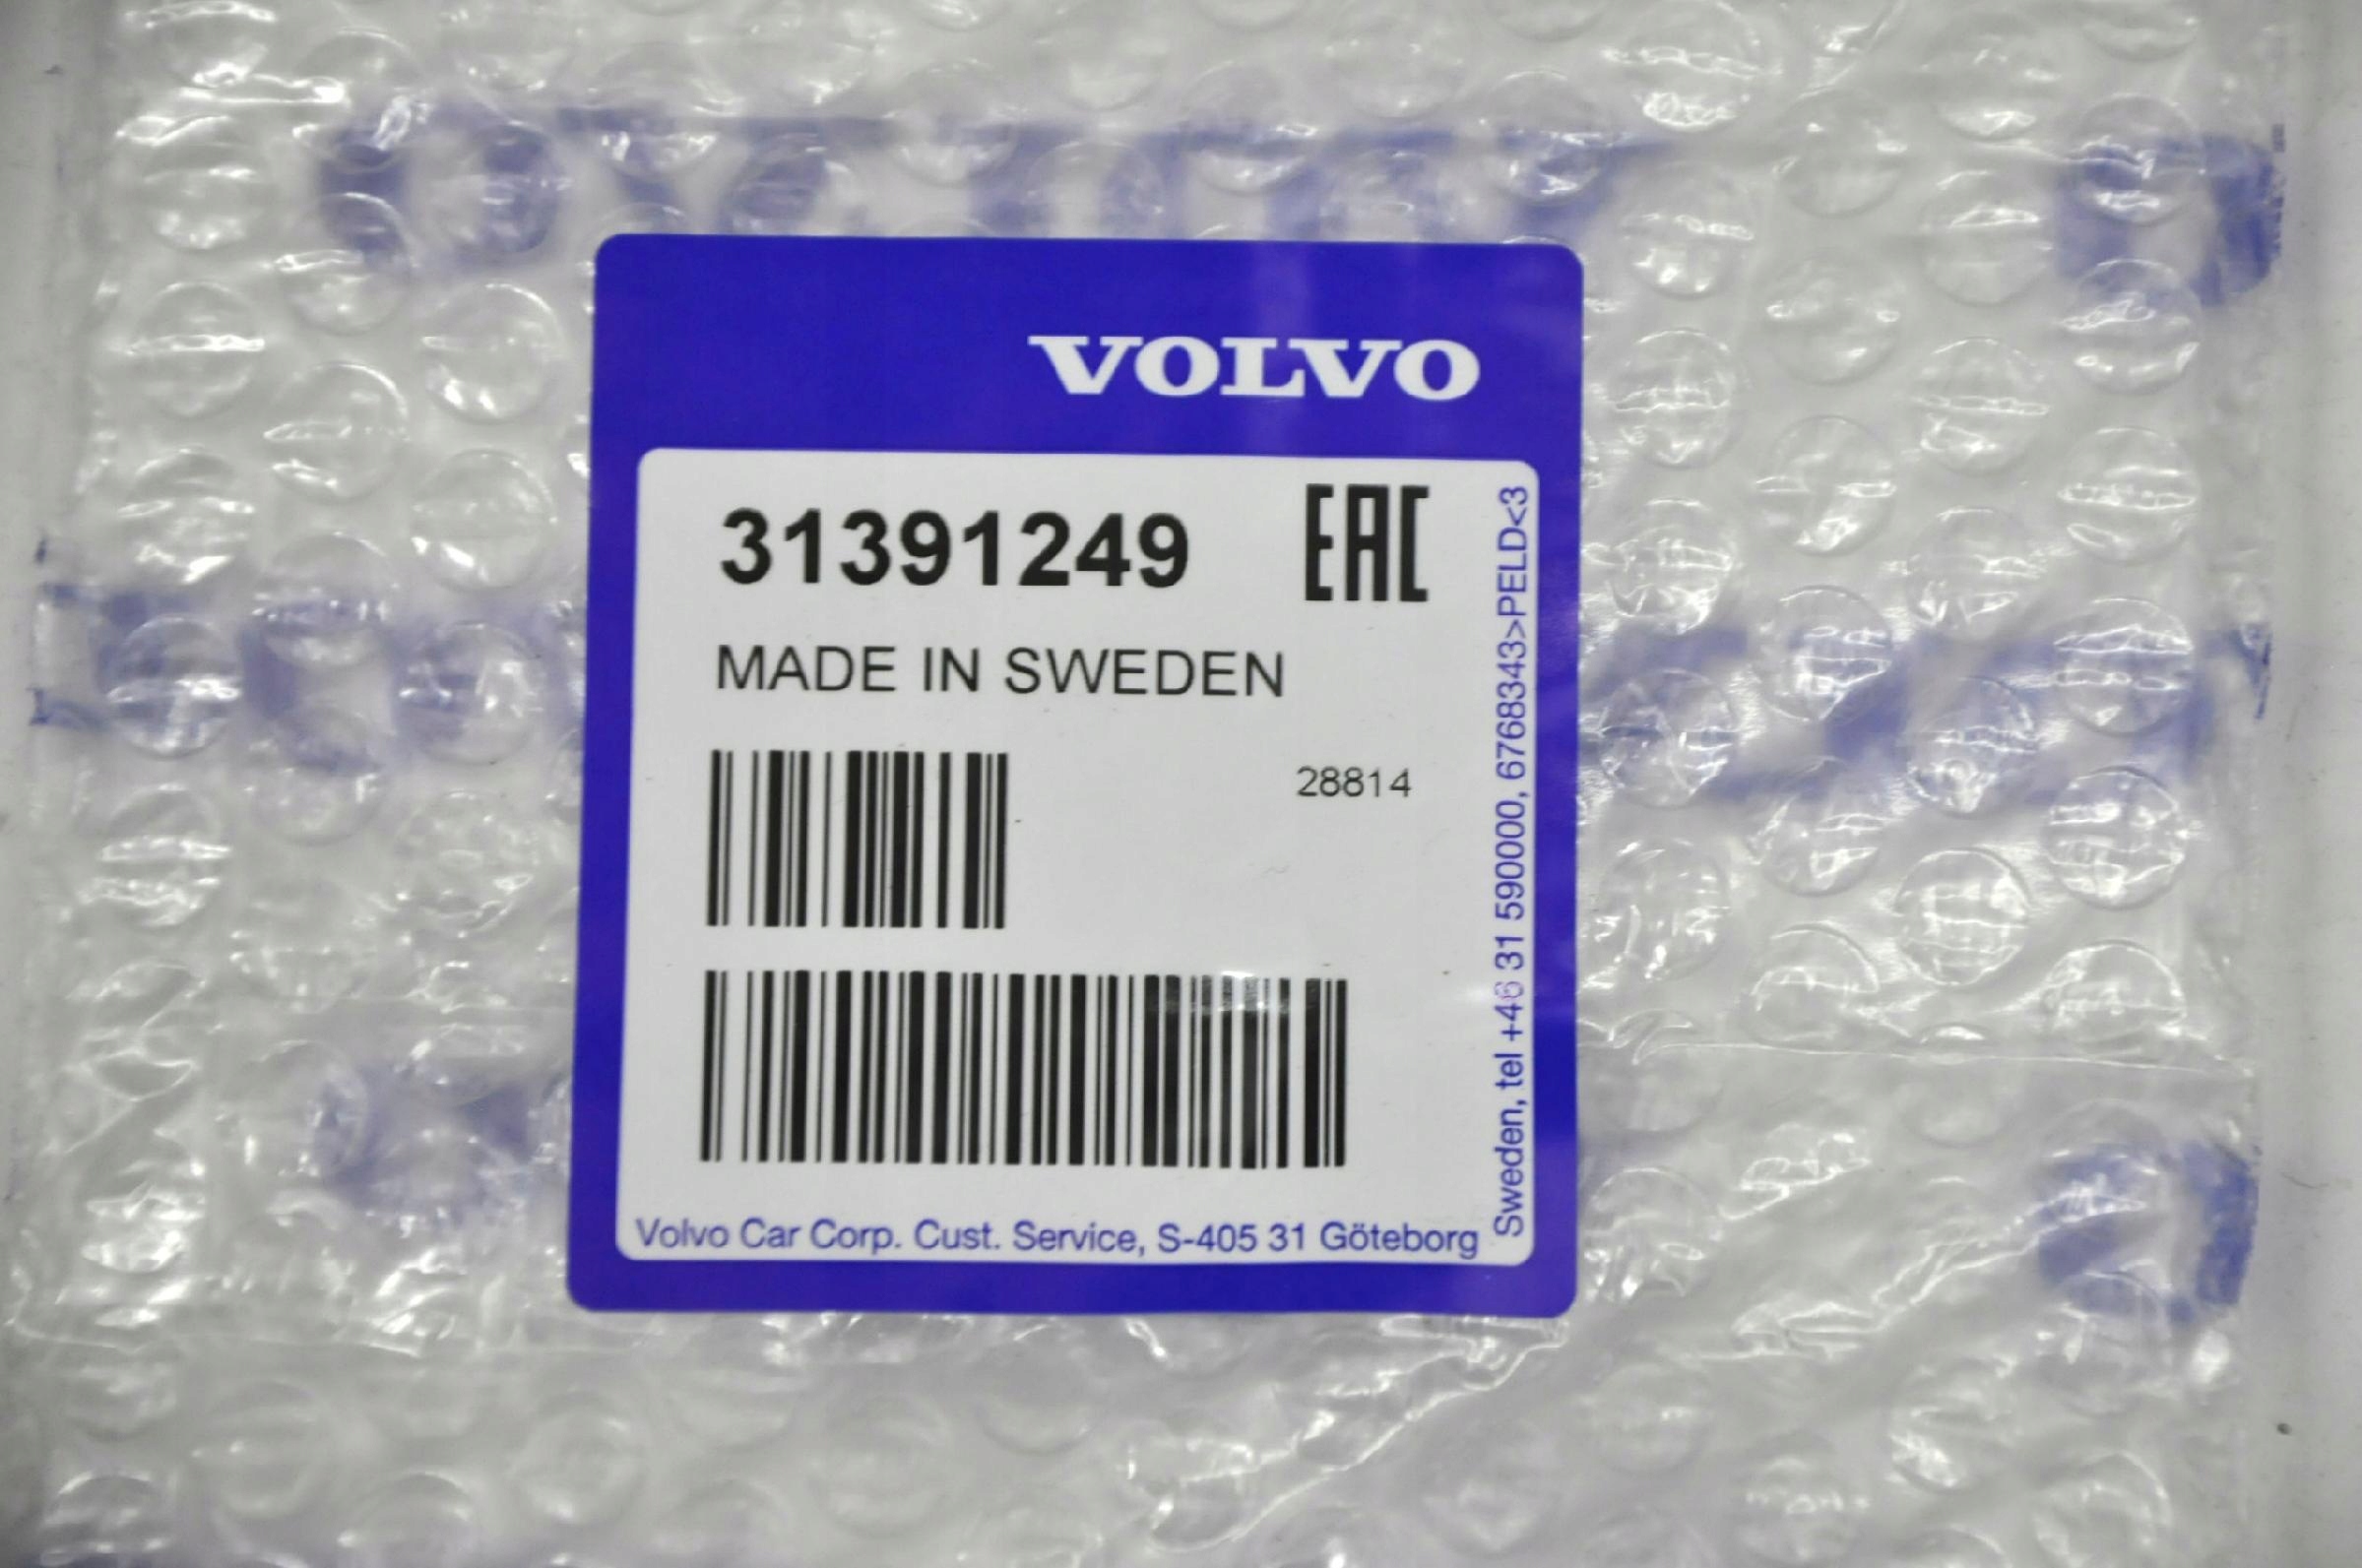 VOLVO
31391249
EAC
MADE IN SWEDEN
28814
Volvo Car Corp. Cust. Service, S-405 31 Göteborg
Sweden, tel +46 31 590000, 6768343>PELD<3